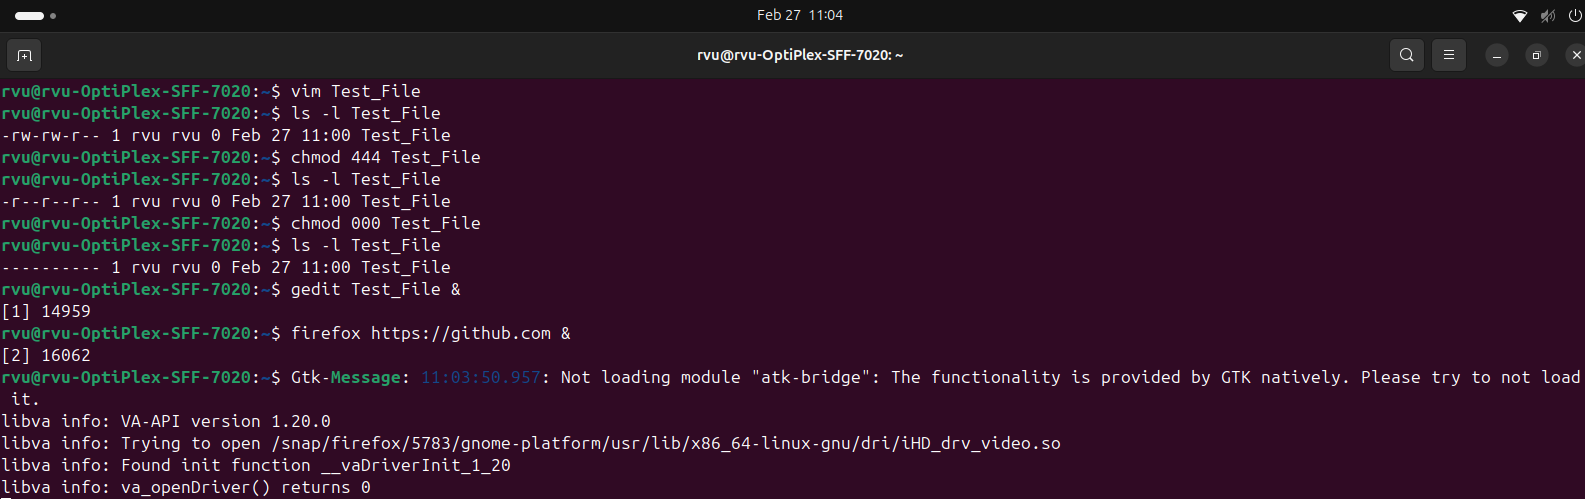 Feb 27 11:04
rvu@rvu-OptiPlex-SFF-7020: ~
rvu@rvu-OptiPlex-SFF-7020:~$ vim Test_File
rvu@rvu-OptiPlex-SFF-7020:~$ ls -l Test_File
-rw-rw-r-- 1 rvu rvu 0 Feb 27 11:00 Test_File
rvu@rvu-OptiPlex-SFF-7020:~$ chmod 444 Test_File
rvu@rvu-OptiPlex-SFF-7020:~$ ls -l Test_File
-r--r--r-- 1 rvu rvu 0 Feb 27 11:00 Test_File
rvu@rvu-OptiPlex-SFF-7020:~$ chmod 000 Test_File
rvu@rvu-OptiPlex-SFF-7020:~$ ls -l Test_File
---------- 1 rvu rvu 0 Feb 27 11:00 Test_File
rvu@rvu-OptiPlex-SFF-7020:~$ gedit Test_File &
[1] 14959
rvu@rvu-OptiPlex-SFF-7020:~$ firefox https://github.com &
[2] 16062
rvu@rvu-OptiPlex-SFF-7020:~$ Gtk-Message: 11:03:50.957: Not loading module "atk-bridge": The functionality is provided by GTK natively. Please try to not load
 it.
libva info: VA-API version 1.20.0
libva info: Trying to open /snap/firefox/5783/gnome-platform/usr/lib/x86_64-linux-gnu/dri/iHD_drv_video.so
libva info: Found init function __vaDriverInit_1_20
libva info: va_openDriver() returns 0